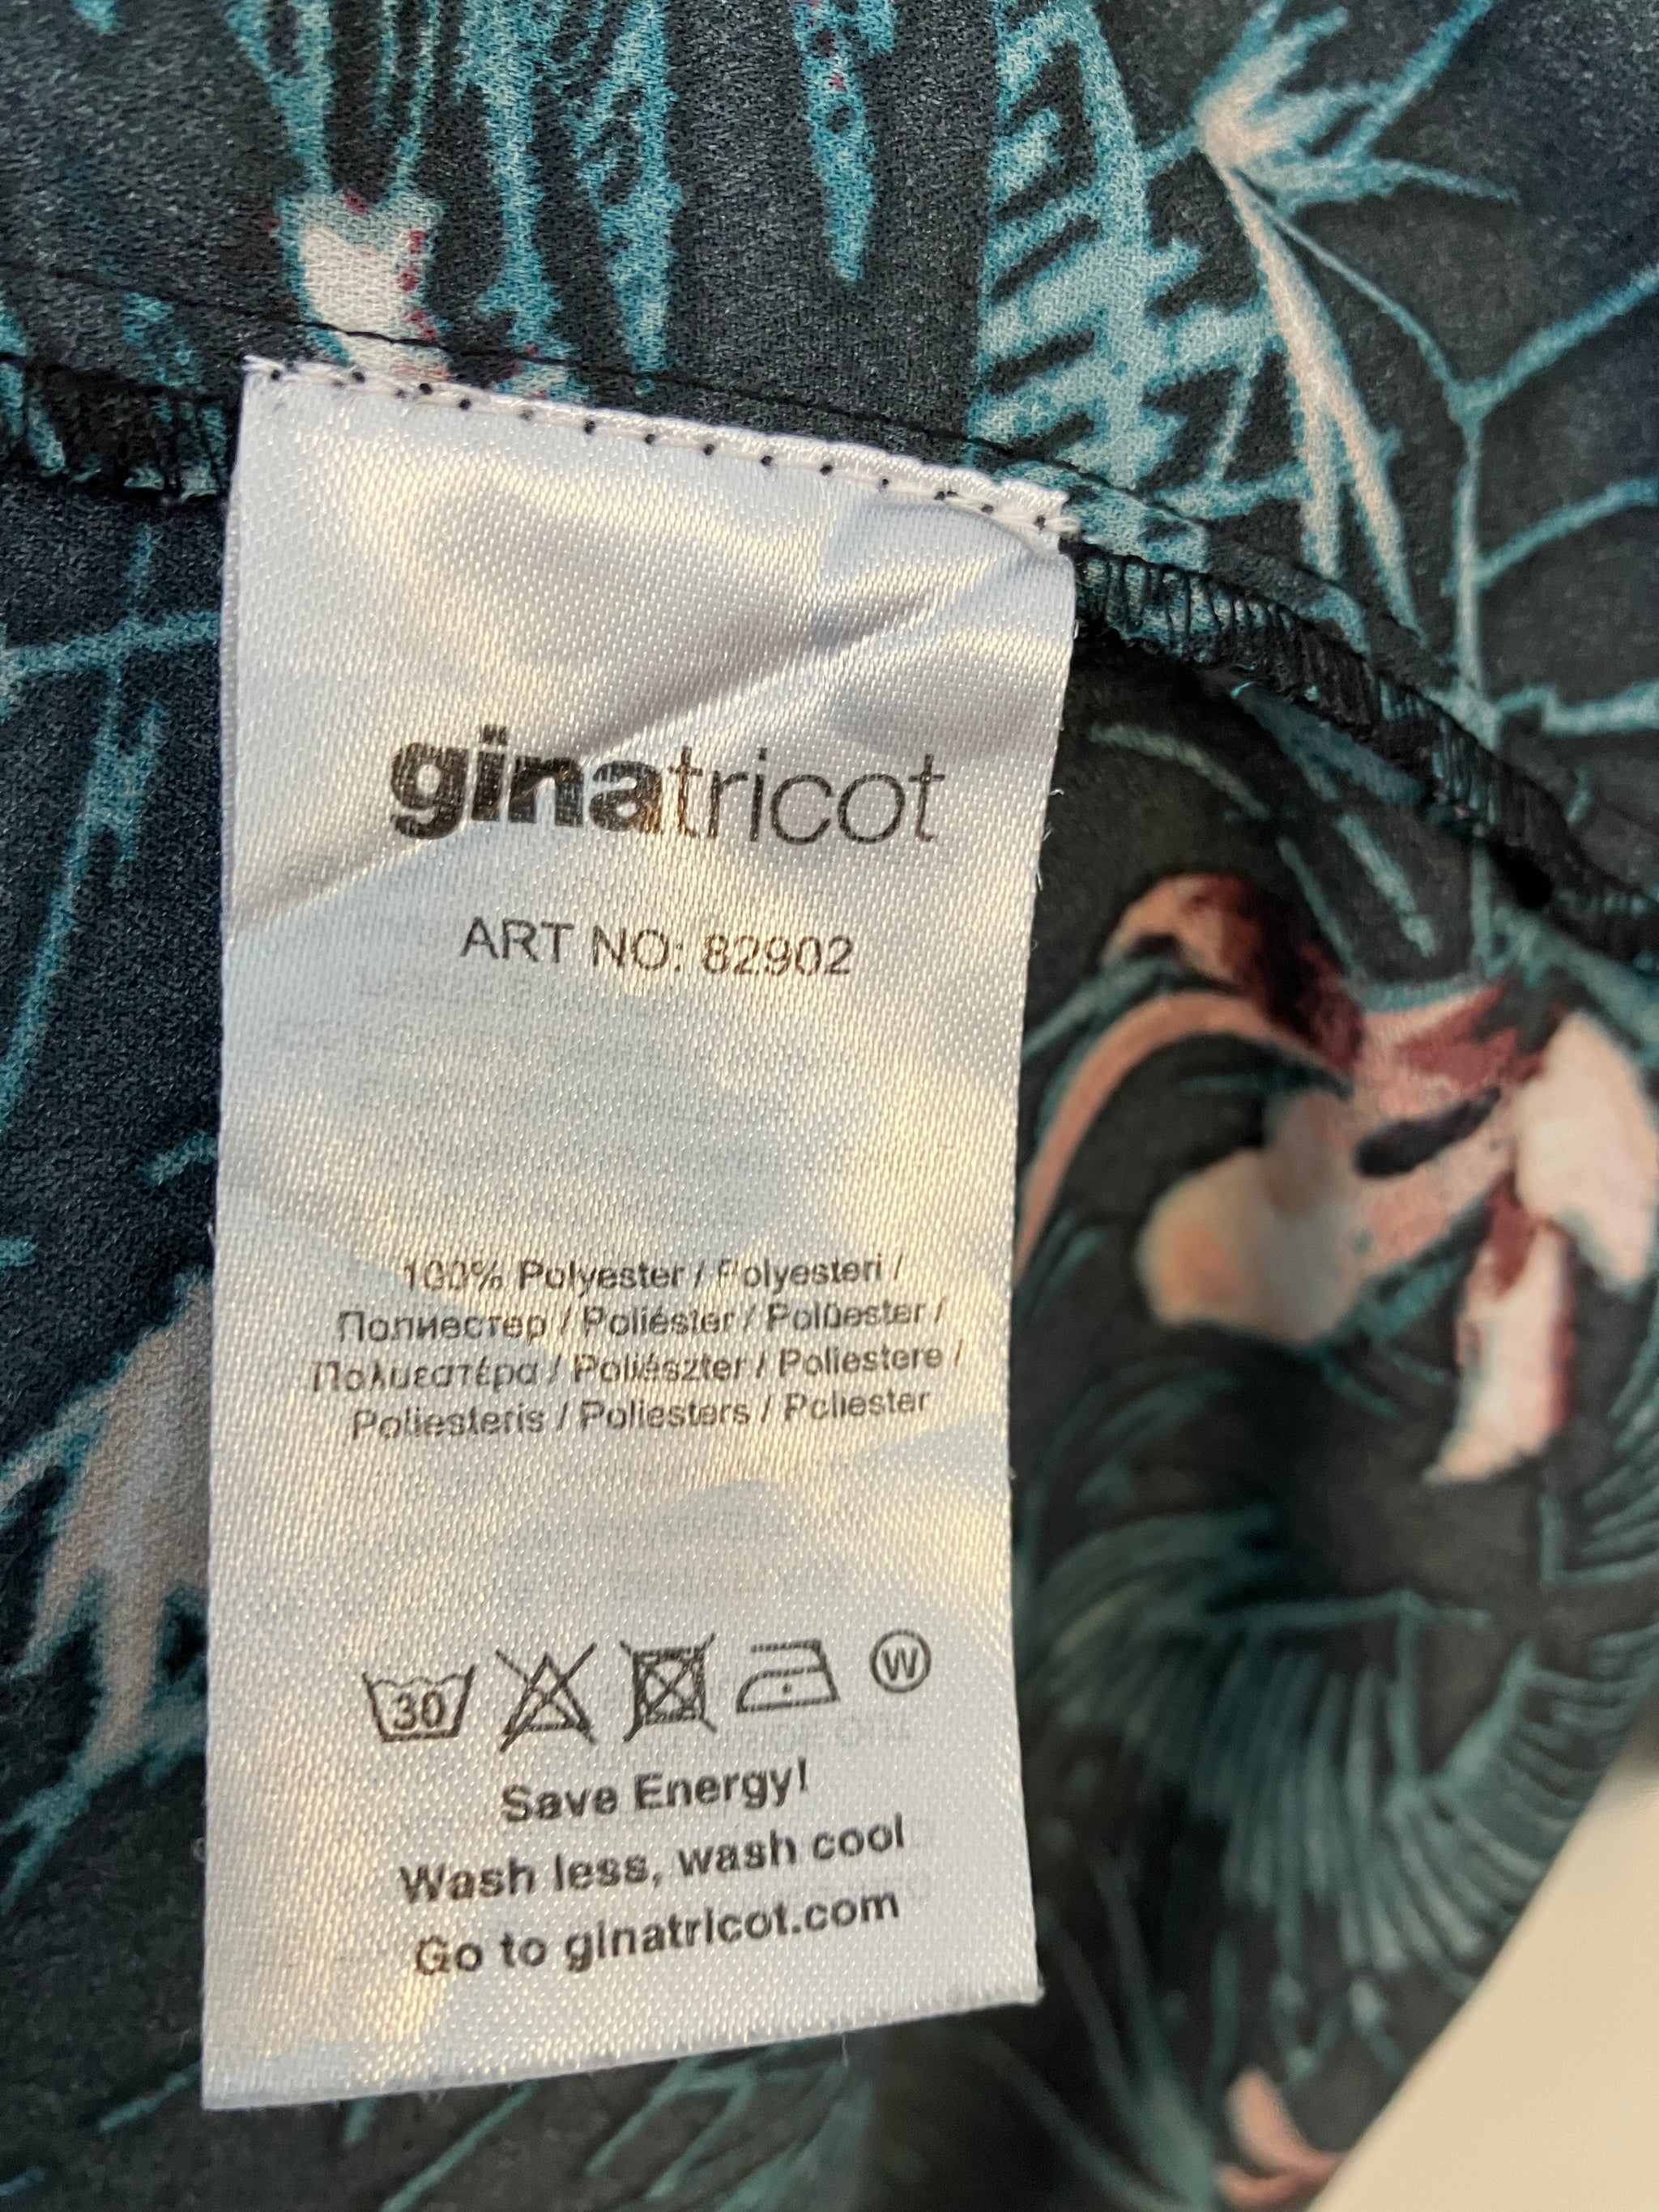 ginatricot
ART NO: 82902
100% Polyester / Polyesteri /
Полиестер / Poliéster / Polüester /
Πολυεστέρα / Poliészter / Poliestere /
Poliesteris / Poliesters / Poliester
30
W
Save Energy!
Wash less, wash cool
Go to ginatricot.com